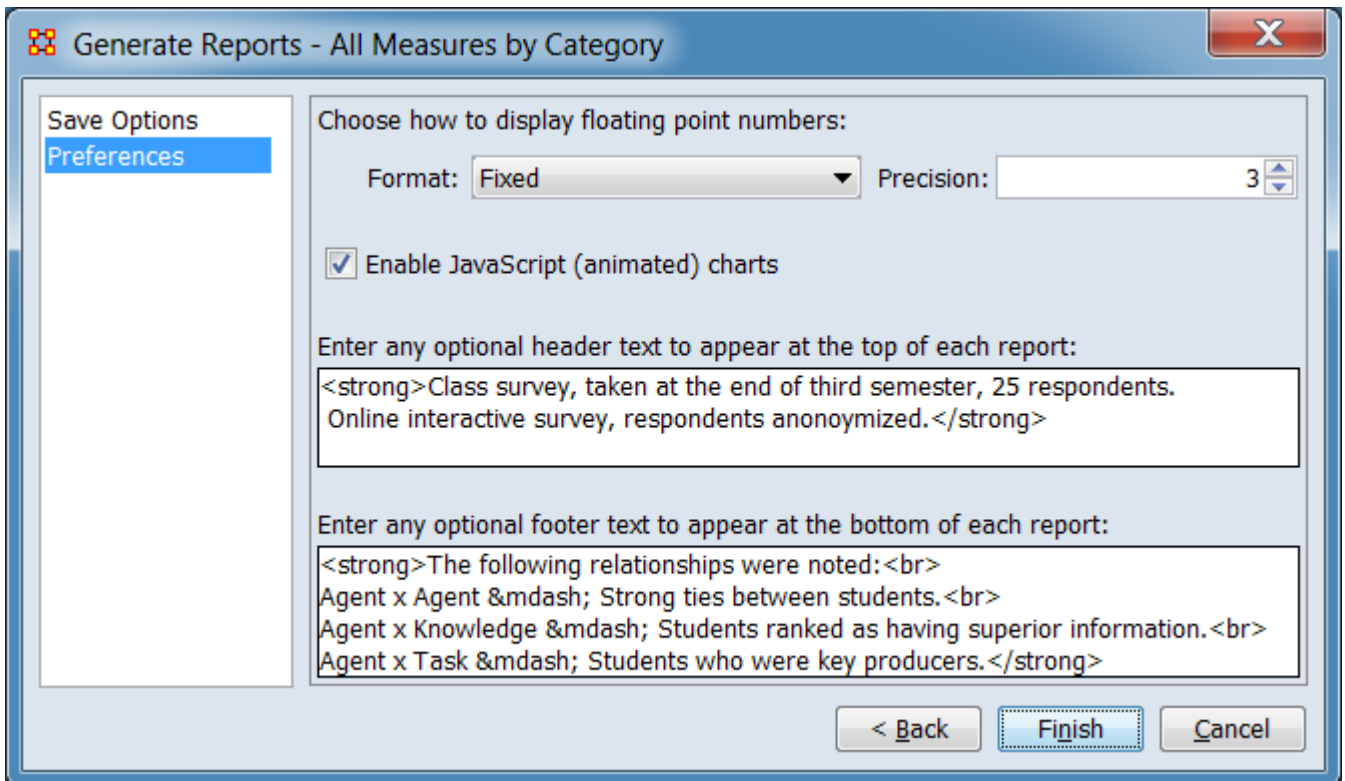 Generate Reports - All Measures by Category
X
Save Options
Preferences
Choose how to display floating point numbers:
Format: Fixed Precision: 3
Enable JavaScript (animated) charts
Enter any optional header text to appear at the top of each report:
<strong>Class survey, taken at the end of third semester, 25 respondents.
Online interactive survey, respondents anonoymized.</strong>
Enter any optional footer text to appear at the bottom of each report:
<strong>The following relationships were noted:<br>
Agent x Agent &mdash; Strong ties between students.<br>
Agent x Knowledge &mdash; Students ranked as having superior information.<br>
Agent x Task &mdash; Students who were key producers.</strong>
< Back Finish Cancel